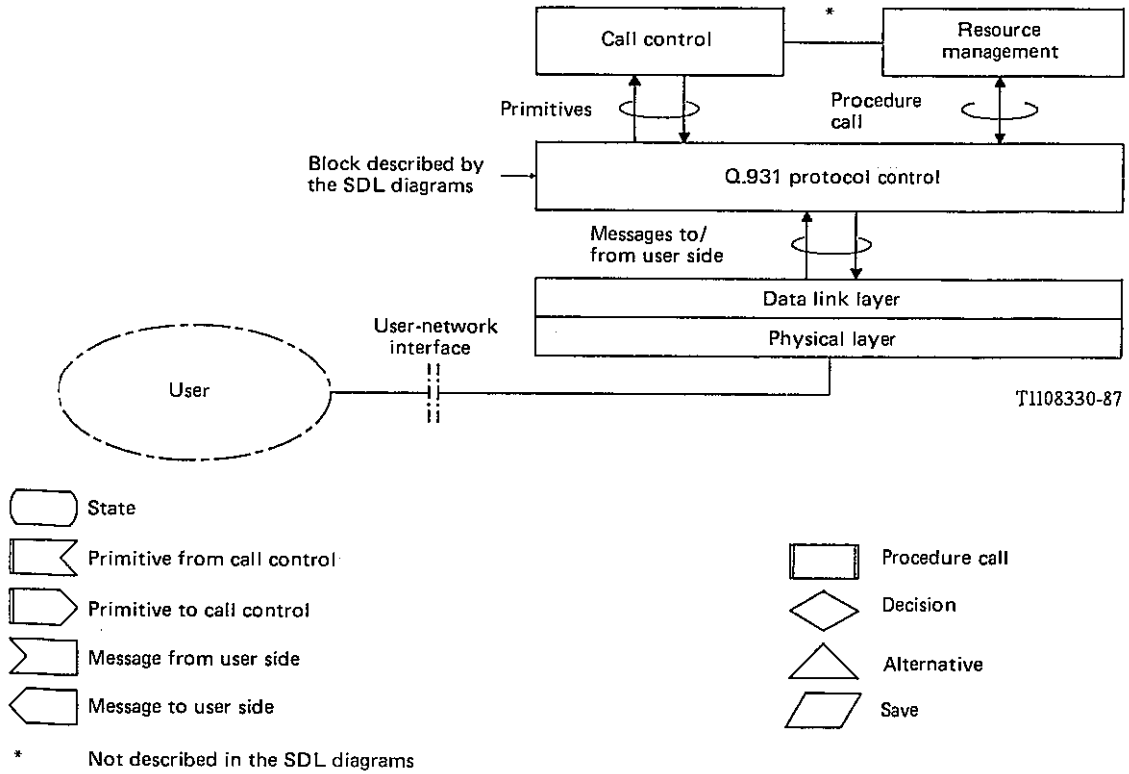 *
Call control
Resource
management
Primitives
Procedure
call
Block described by
the SDL diagrams
Q.931 protocol control
Messages to/
from user side
Data link layer
User-network
interface
Physical layer
User
T1108330-87
State
Primitive from call control
Primitive to call control
Message from user side
Message to user side
* Not described in the SDL diagrams
Procedure call
Decision
Alternative
Save